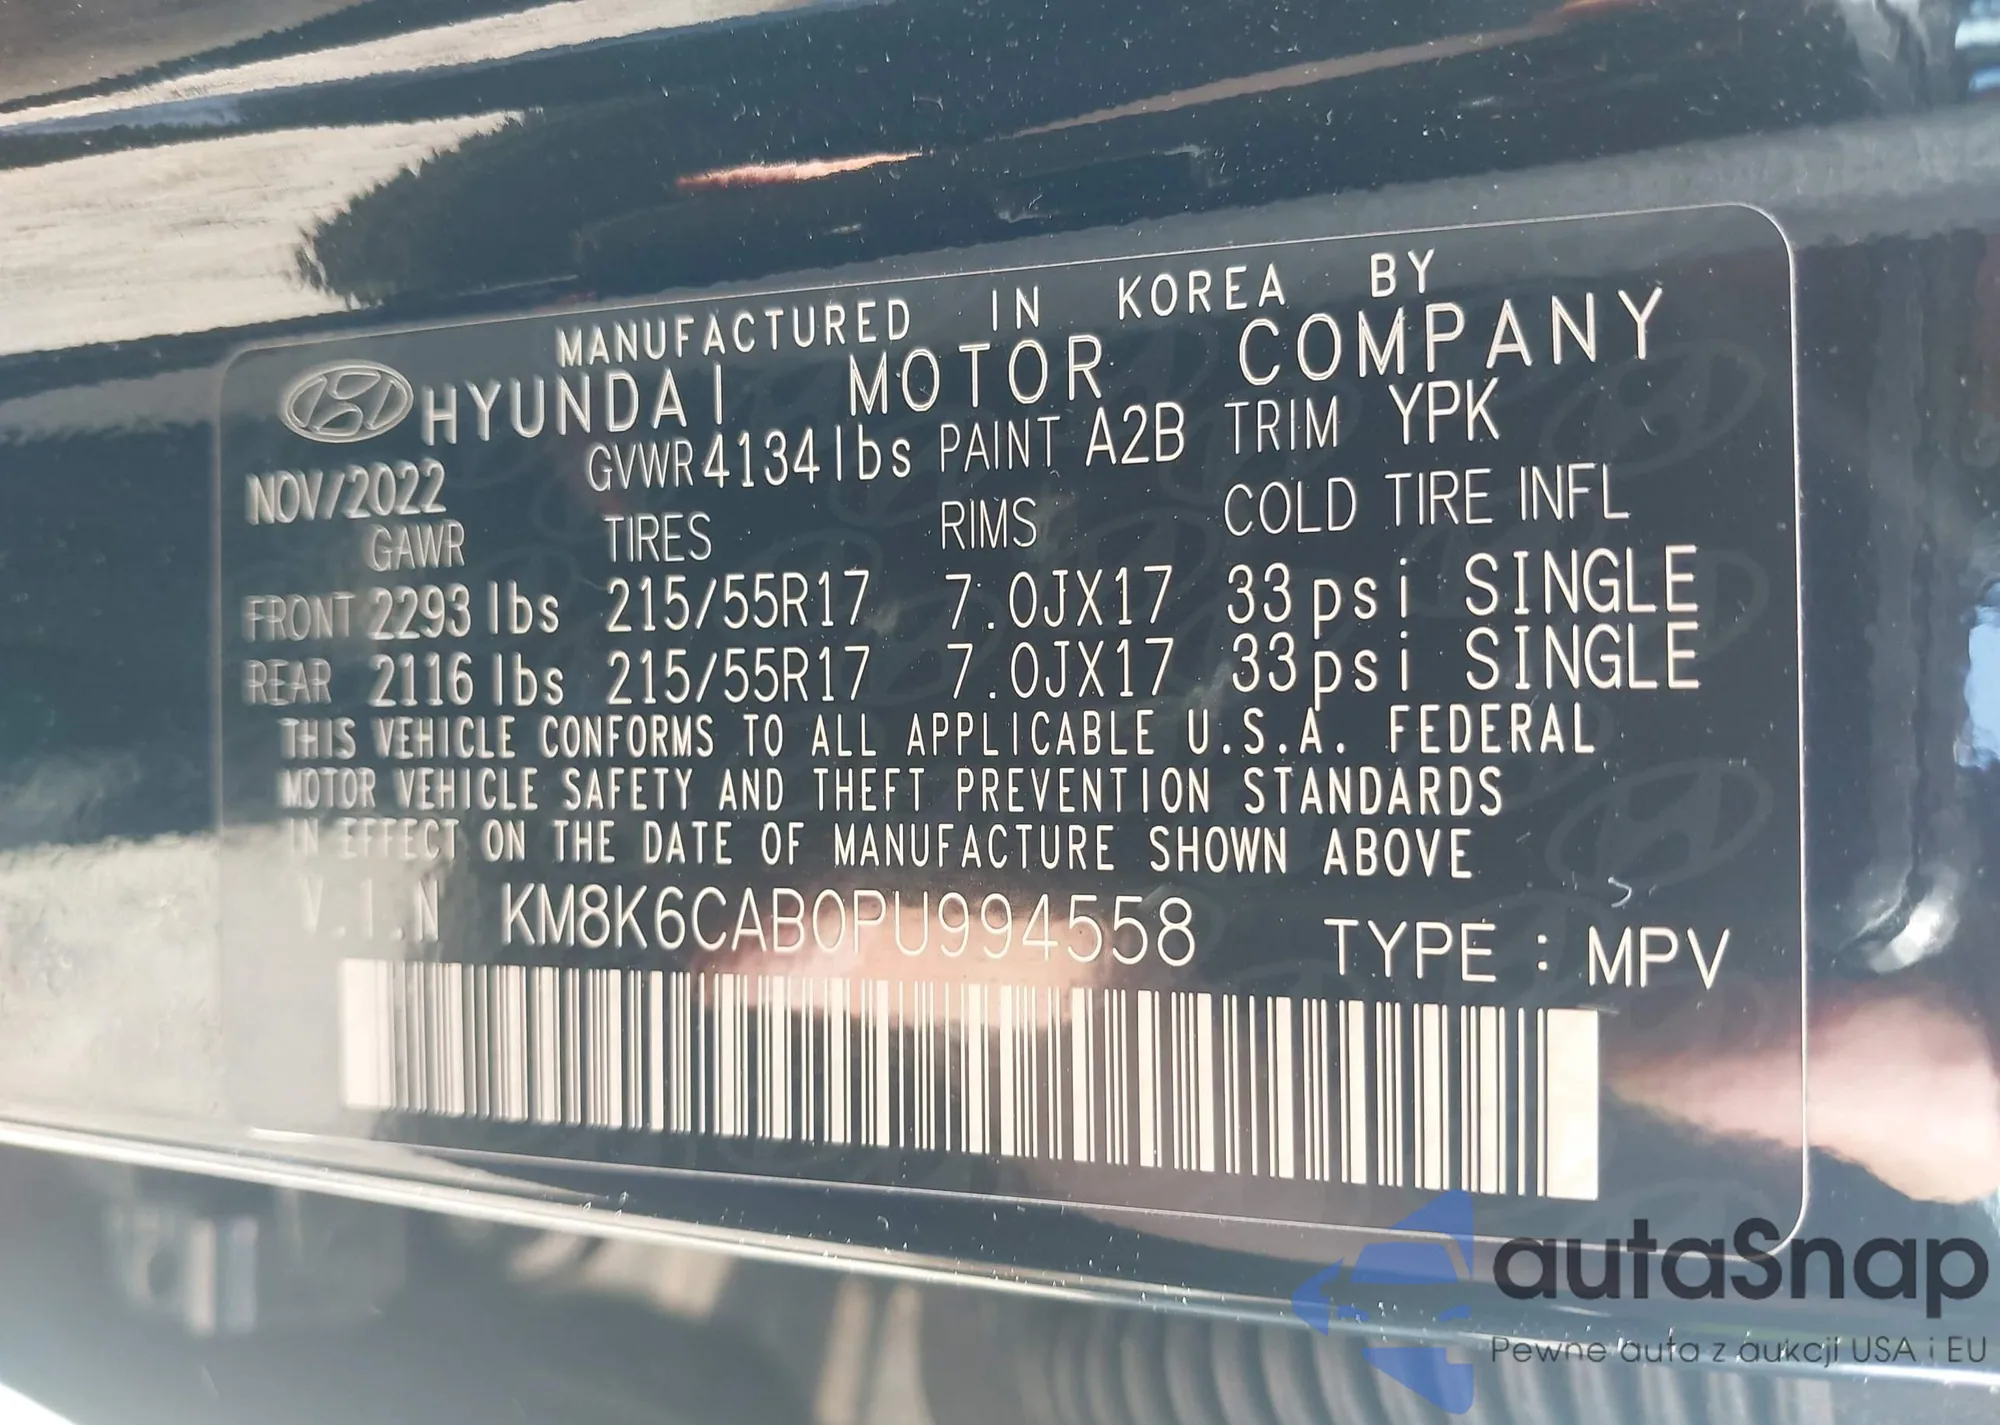 MANUFACTURED IN KOREA BY
HYUNDAI MOTOR COMPANY
NOV/2022 GVWR 4134 lbs PAINT A2B TRIM YPK
GAWR TIRES RIMS COLD TIRE INFL
FRONT 2293 lbs 215/55R17 7.0JX17 33psi SINGLE
REAR 2116 lbs 215/55R17 7.0JX17 33psi SINGLE
THIS VEHICLE CONFORMS TO ALL APPLICABLE U.S.A. FEDERAL
MOTOR VEHICLE SAFETY AND THEFT PREVENTION STANDARDS
IN EFFECT ON THE DATE OF MANUFACTURE SHOWN ABOVE
V.I.N KM8K6CAB0PU994558 TYPE : MPV
autaSnap
Pewne auta z aukcji USA i EU